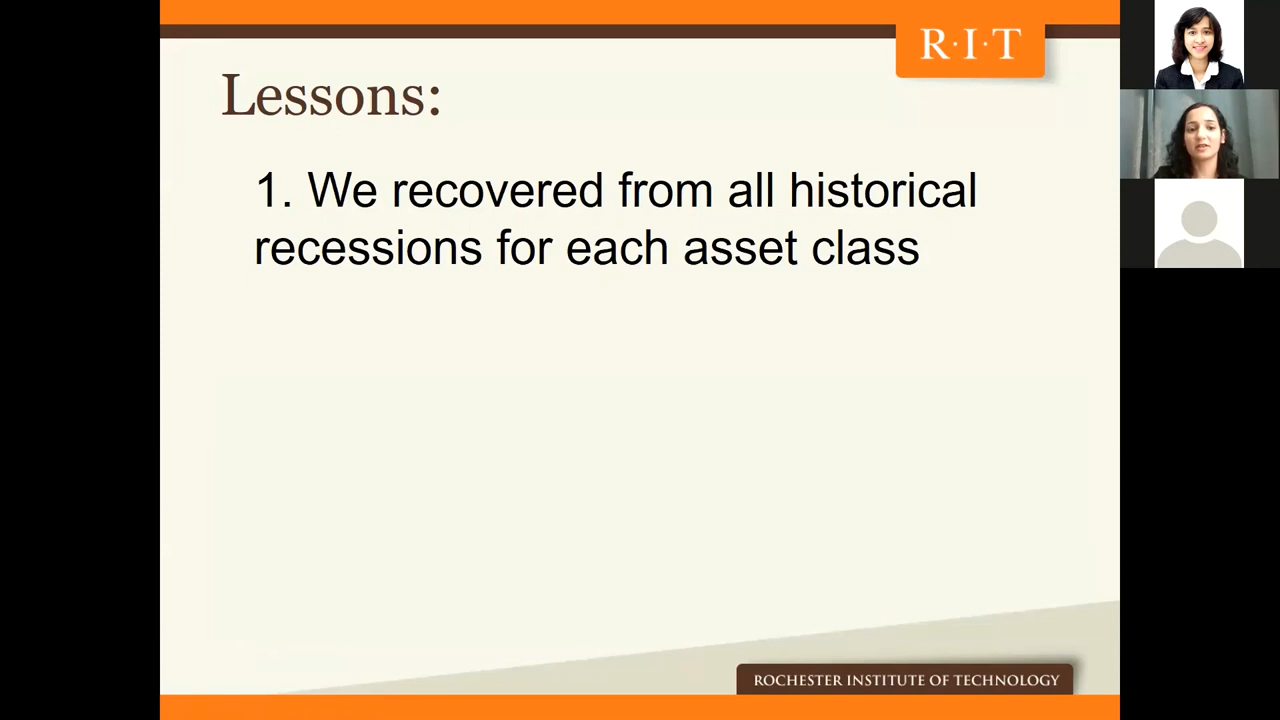 R·I·T
Lessons:
1. We recovered from all historical
recessions for each asset class
ROCHESTER INSTITUTE OF TECHNOLOGY